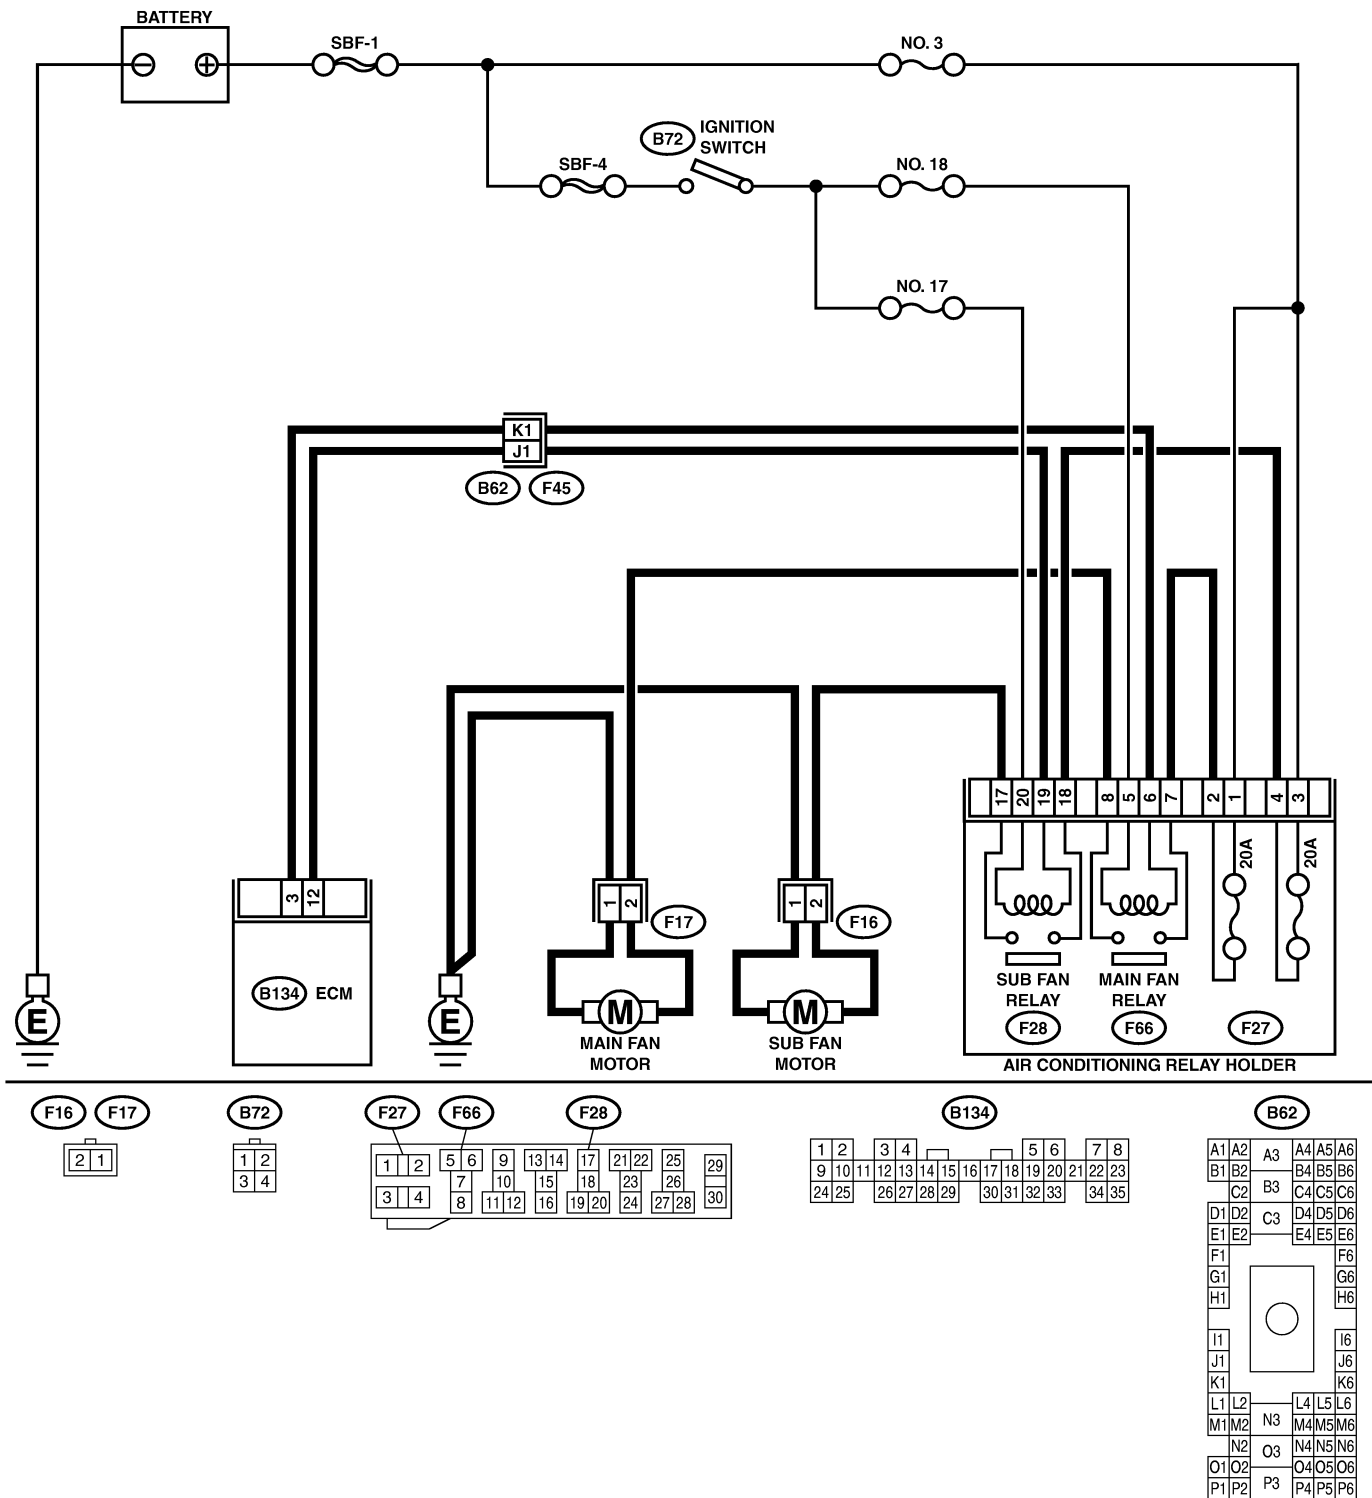 BATTERY
SBF-1
NO. 3
B72
IGNITION
SWITCH
SBF-4
NO. 18
NO. 17
K1
J1
B62 F45
17 20 19 18 8 5 6 7 2 1 4 3
20A 20A
3 12
1 2
F17
1 2
F16
B134 ECM
E
E
M
MAIN FAN
MOTOR
M
SUB FAN
MOTOR
SUB FAN
RELAY
F28
MAIN FAN
RELAY
F66
F27
AIR CONDITIONING RELAY HOLDER
F16 F17
2 1
B72
1 2
3 4
F27 F66 F28
1 2 5 6 9 13 14 17 21 22 25 29
7 10 15 18 23 26
3 4 8 11 12 16 19 20 24 27 28 30
B134
1 2 3 4 5 6 7 8
9 10 11 12 13 14 15 16 17 18 19 20 21 22 23
24 25 26 27 28 29 30 31 32 33 34 35
B62
A1 A2 A3 A4 A5 A6
B1 B2 B4 B5 B6
C2 B3 C4 C5 C6
D1 D2 C3 D4 D5 D6
E1 E2 E4 E5 E6
F1 F6
G1 G6
H1 H6
I1 I6
J1 J6
K1 K6
L1 L2 L4 L5 L6
M1 M2 N3 M4 M5 M6
N2 O3 N4 N5 N6
O1 O2 O4 O5 O6
P1 P2 P3 P4 P5 P6